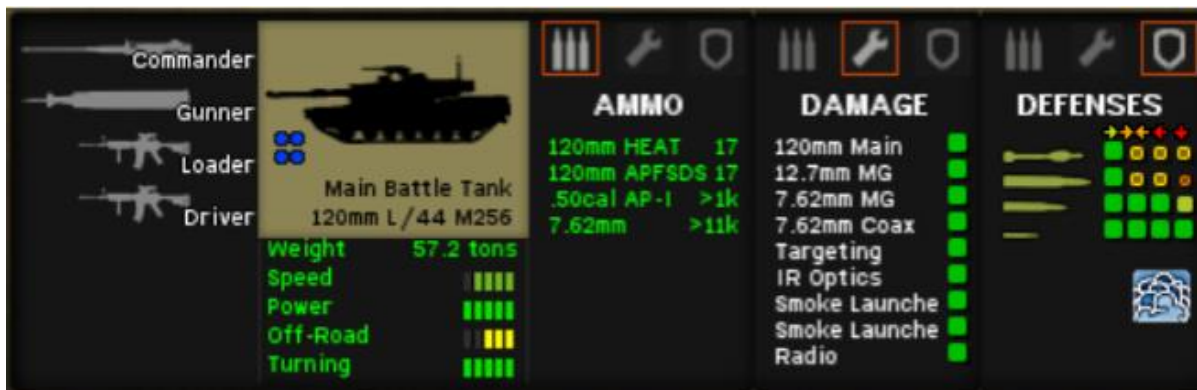 Commander
Gunner
Loader
Driver
Main Battle Tank
120mm L/44 M256
Weight 57.2 tons
Speed
Power
Off-Road
Turning
AMMO
120mm HEAT 17
120mm APFSDS 17
.50cal AP-I >1k
7.62mm >11k
DAMAGE
120mm Main
12.7mm MG
7.62mm MG
7.62mm Coax
Targeting
IR Optics
Smoke Launche
Smoke Launche
Radio
DEFENSES